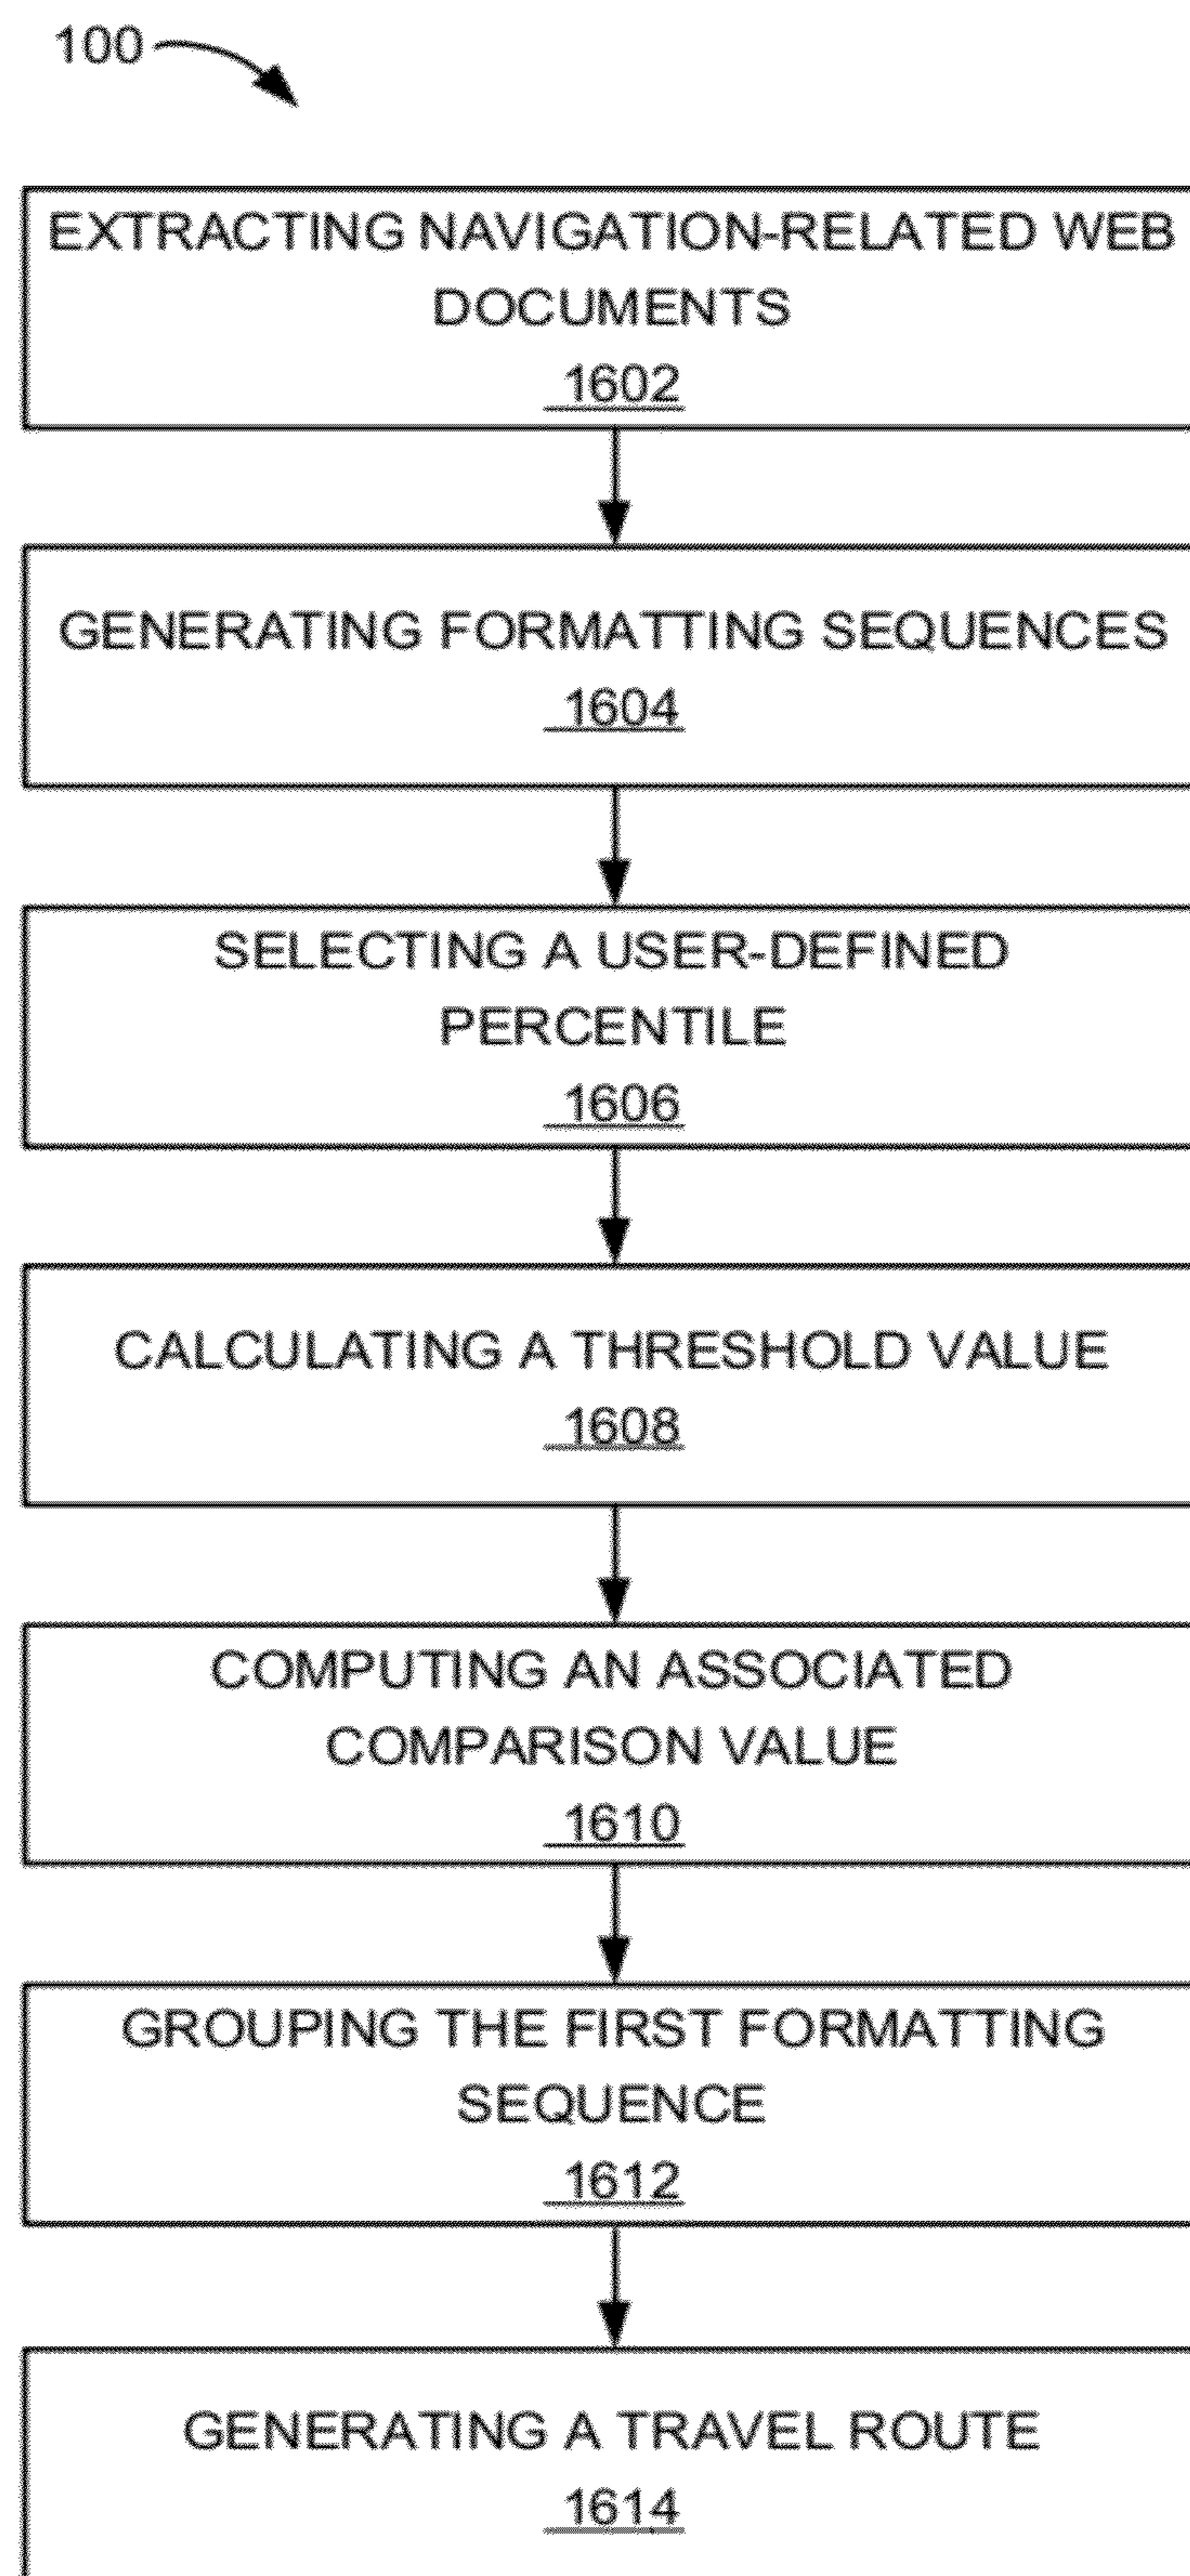 100
EXTRACTING NAVIGATION-RELATED WEB
DOCUMENTS
1602
GENERATING FORMATTING SEQUENCES
1604
SELECTING A USER-DEFINED
PERCENTILE
1606
CALCULATING A THRESHOLD VALUE
1608
COMPUTING AN ASSOCIATED
COMPARISON VALUE
1610
GROUPING THE FIRST FORMATTING
SEQUENCE
1612
GENERATING A TRAVEL ROUTE
1614